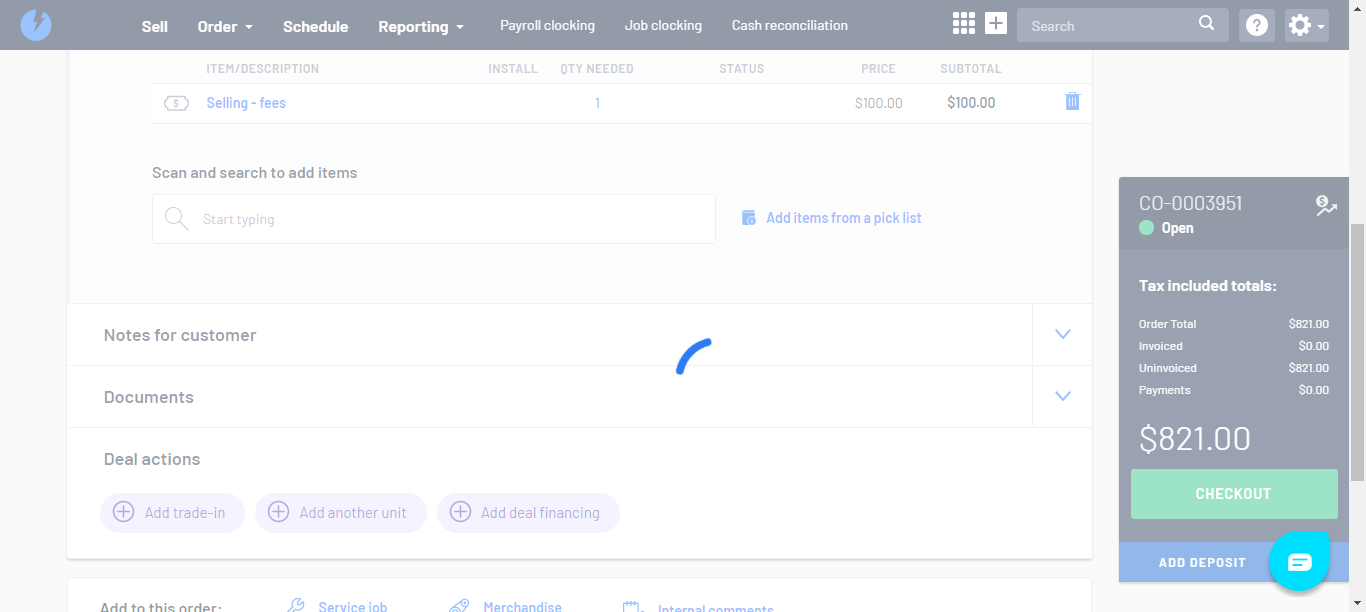 Sell Order Schedule Reporting Payroll clocking Job clocking Cash reconciliation Search ?
ITEM/DESCRIPTION INSTALL QTY NEEDED STATUS PRICE SUBTOTAL
$ Selling - fees 1 $100.00 $100.00
Scan and search to add items
Start typing
Add items from a pick list
Notes for customer
Documents
Deal actions
Add trade-in Add another unit Add deal financing
Add to this order: Service job Merchandise Internal comments
CO-0003951 $
Open
Tax included totals:
Order Total $821.00
Invoiced $0.00
Uninvoiced $821.00
Payments $0.00
$821.00
CHECKOUT
ADD DEPOSIT